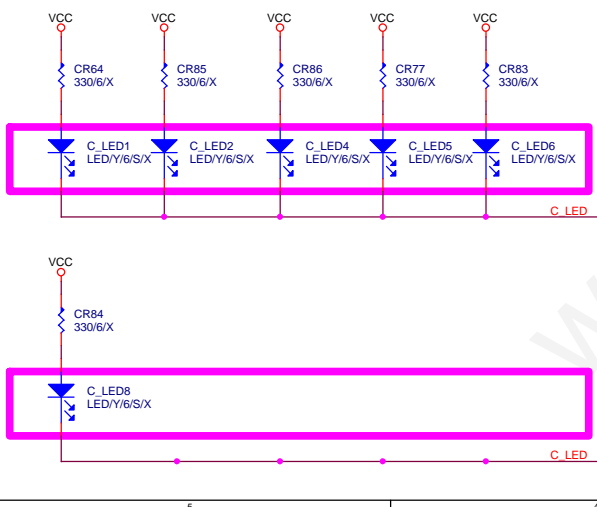 VCC VCC VCC VCC VCC
CR64 CR85 CR86 CR77 CR83
330/6/X 330/6/X 330/6/X 330/6/X 330/6/X
C_LED1 C_LED2 C_LED4 C_LED5 C_LED6
LED/Y/6/S/X LED/Y/6/S/X LED/Y/6/S/X LED/Y/6/S/X LED/Y/6/S/X
C_LED
VCC
CR84
330/6/X
C_LED8
LED/Y/6/S/X
C_LED